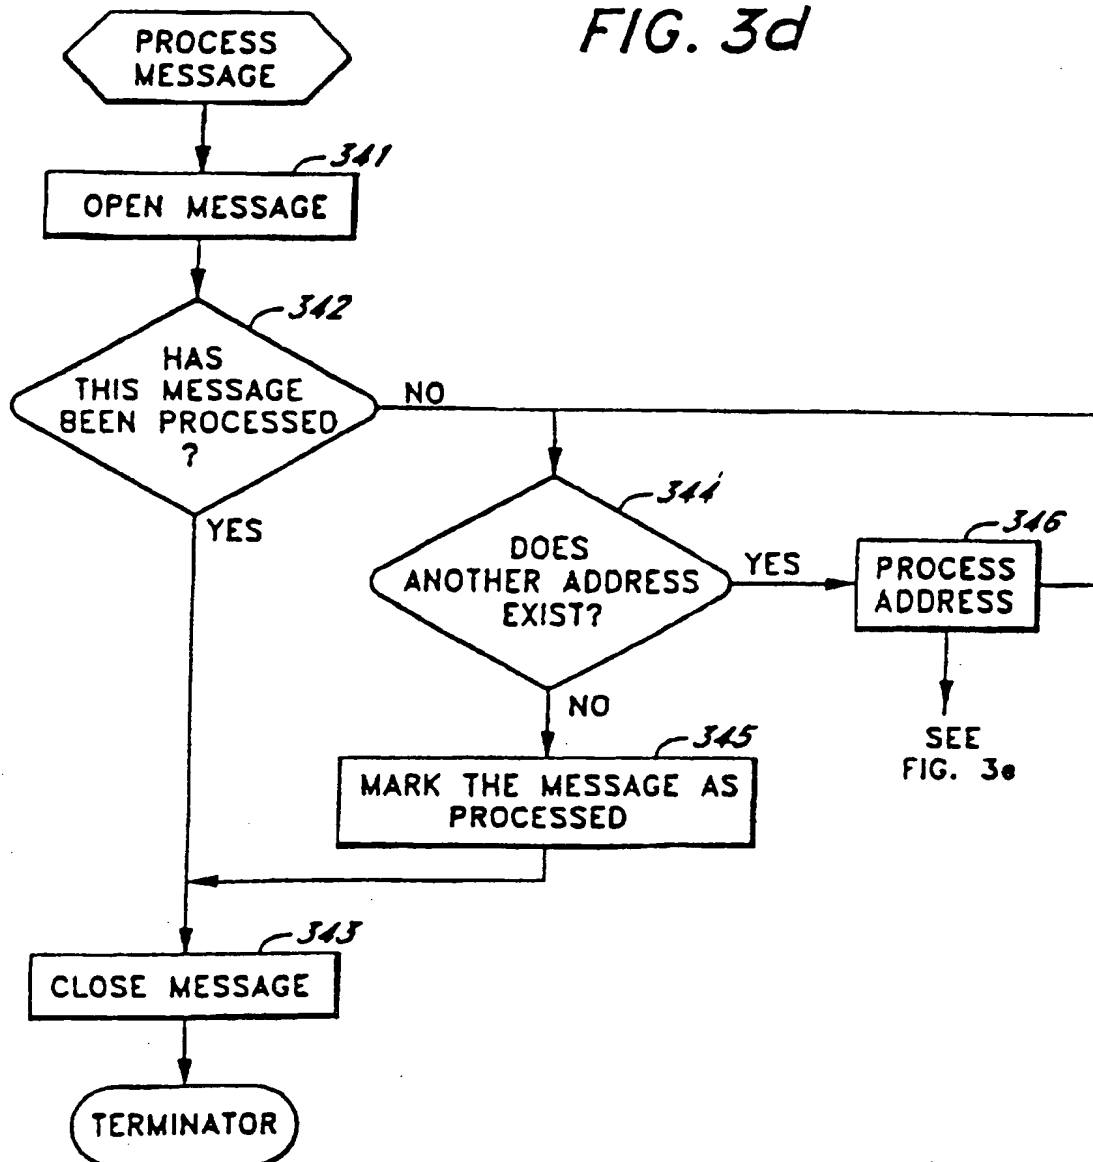 FIG. 3d
PROCESS
MESSAGE
341
OPEN MESSAGE
342
HAS
THIS MESSAGE
BEEN PROCESSED
?
NO
YES
344
DOES
ANOTHER ADDRESS
EXIST?
YES
346
PROCESS
ADDRESS
NO
SEE
FIG. 3e
345
MARK THE MESSAGE AS
PROCESSED
343
CLOSE MESSAGE
TERMINATOR